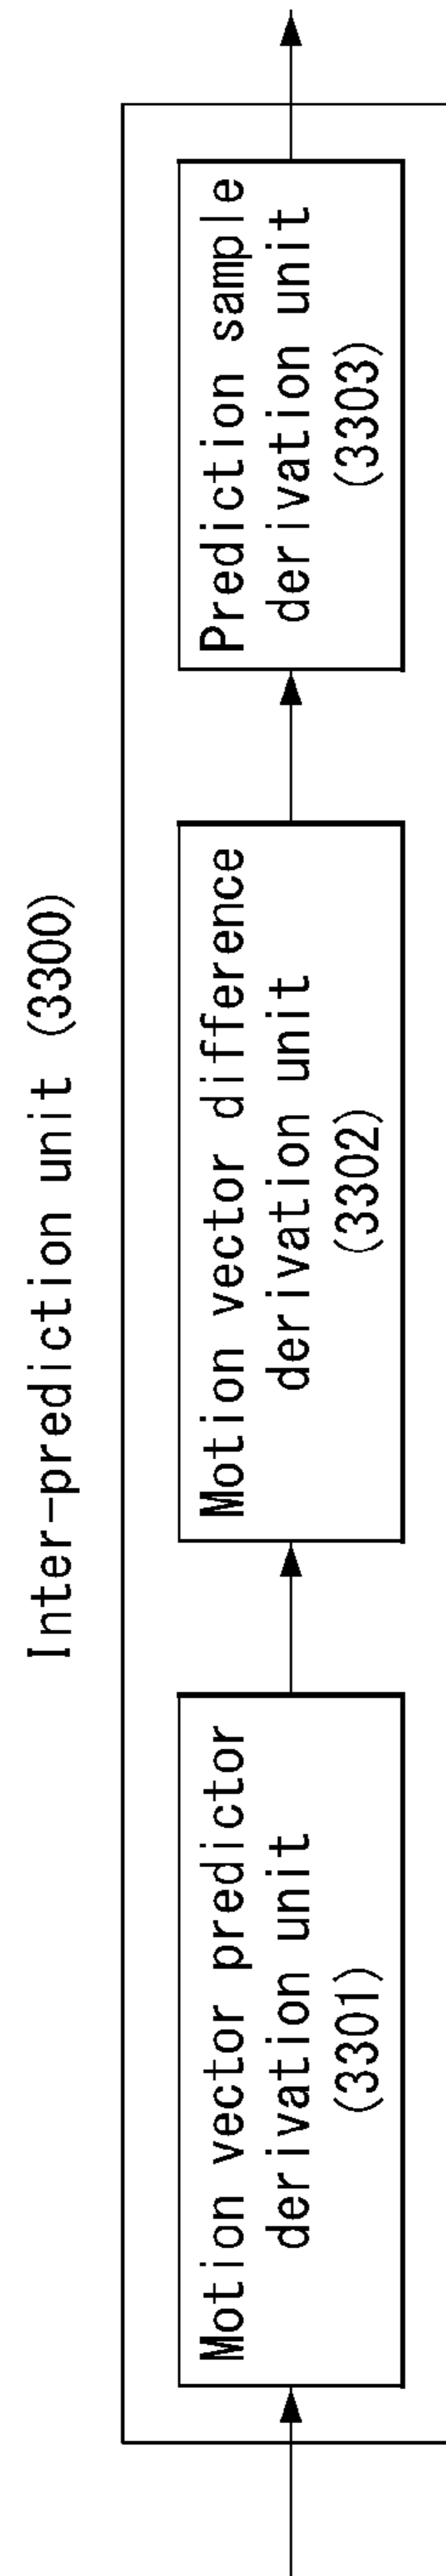 Inter-prediction unit (3300)
Motion vector predictor
derivation unit
(3301)
Motion vector difference
derivation unit
(3302)
Prediction sample
derivation unit
(3303)